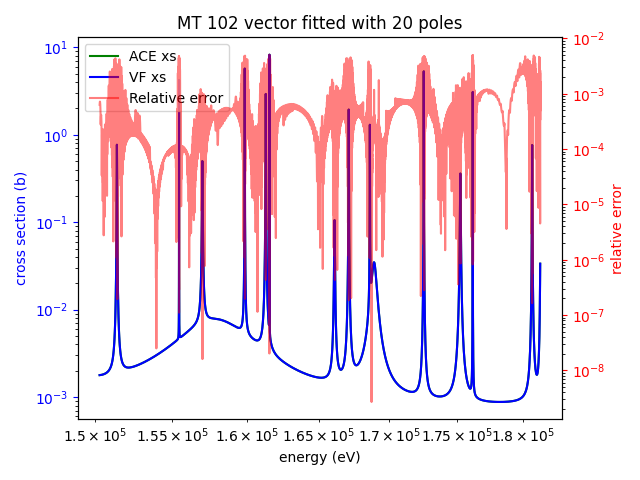 MT 102 vector fitted with 20 poles
ACE xs
VF xs
Relative error
cross section (b)
10¹
10⁰
10⁻¹
10⁻²
10⁻³
10⁻²
10⁻³
10⁻⁴
10⁻⁵
10⁻⁶
10⁻⁷
10⁻⁸
relative error
1.5 × 10⁵ 1.55 × 10⁵ 1.6 × 10⁵ 1.65 × 10⁵ 1.7 × 10⁵ 1.75 × 10⁵ 1.8 × 10⁵
energy (eV)